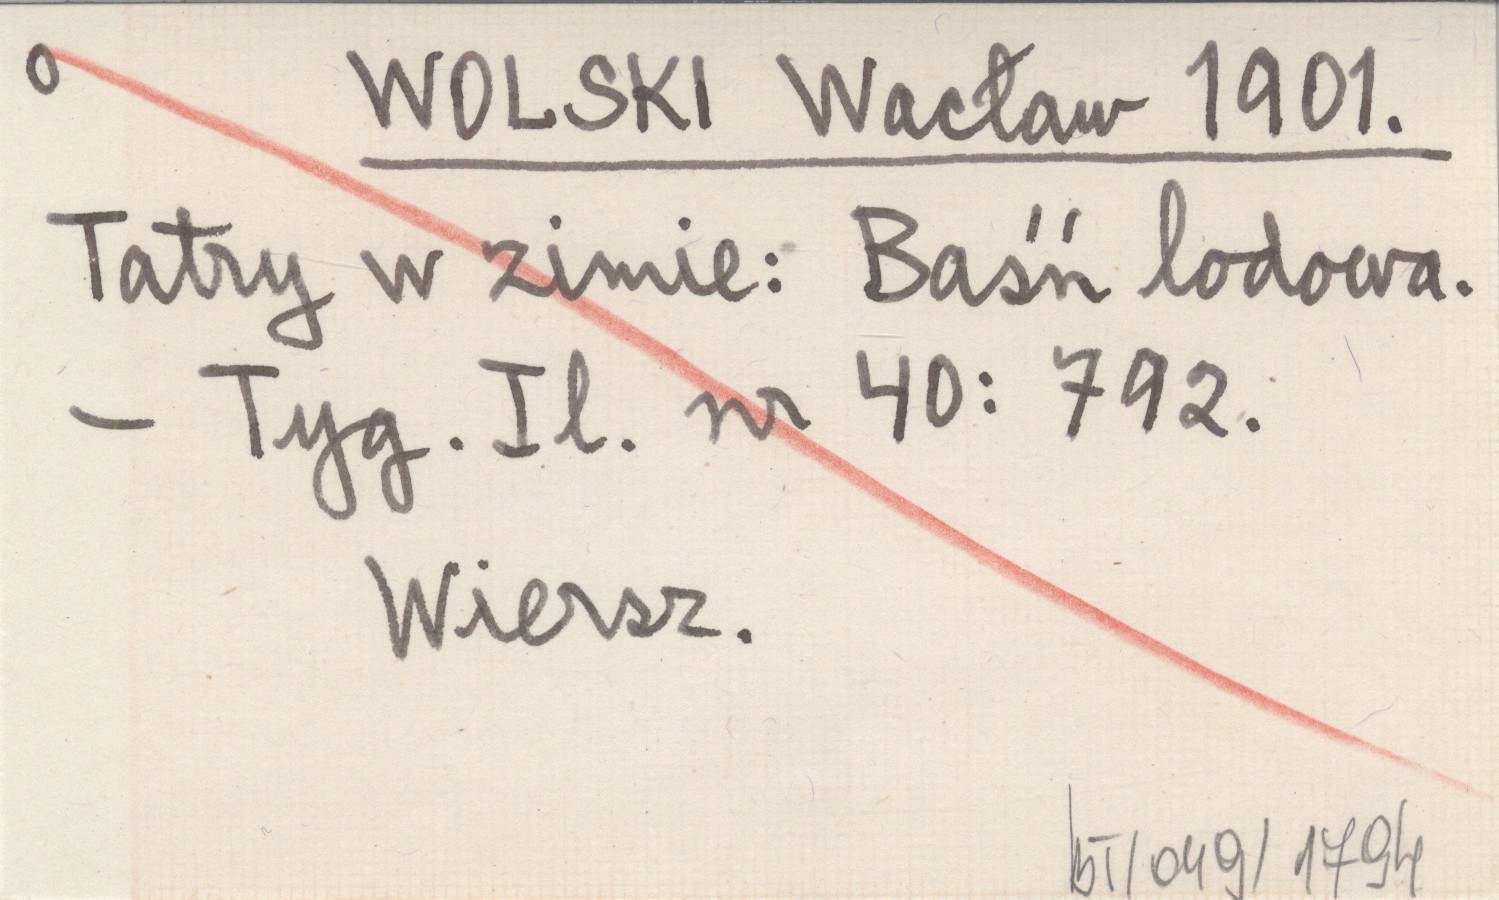 o WOLSKI Wacław 1901.
Tatry w zimie: Baśń lodowa.
– Tyg. Il. nr 40: 792.
Wiersz.
BT/049/1794